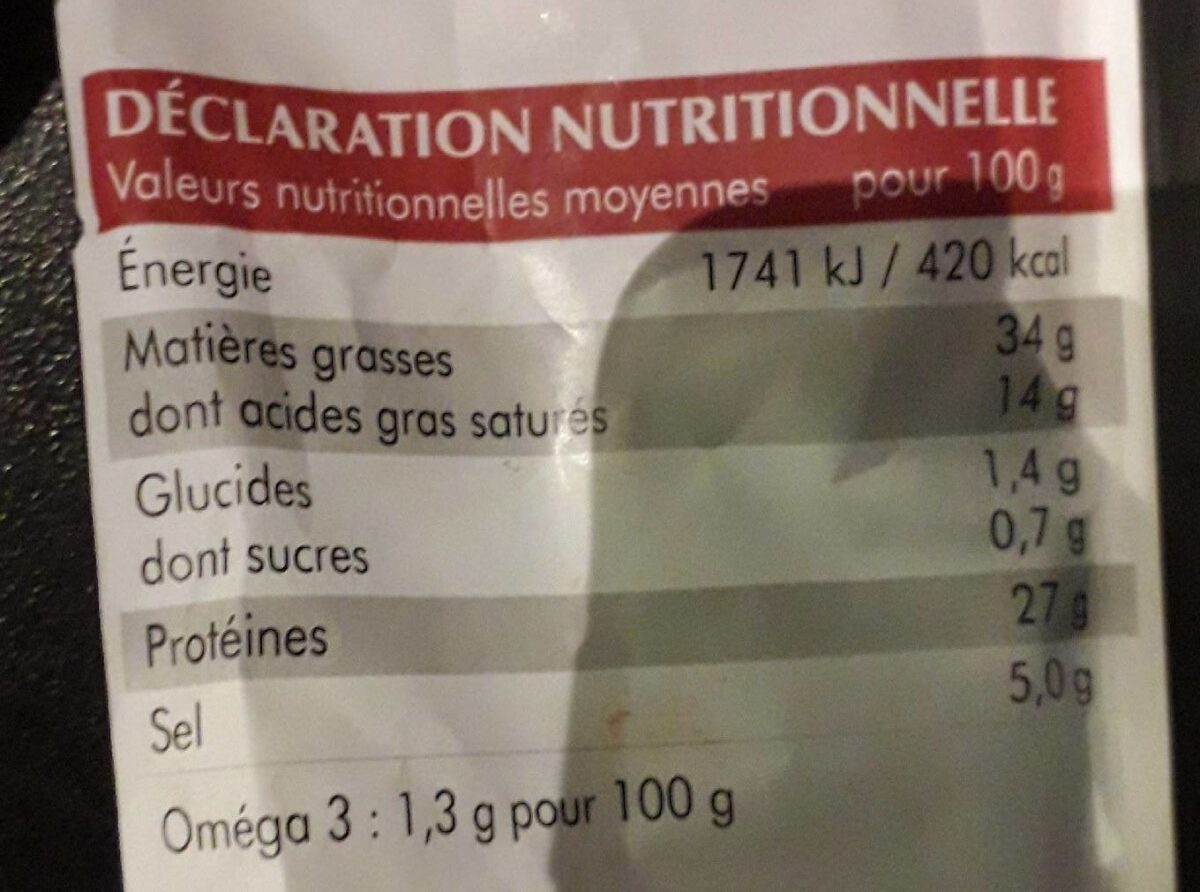 DÉCLARATION NUTRITIONNELLE
Valeurs nutritionnelles moyennes pour 100 g
Énergie 1741 kJ / 420 kcal
Matières grasses 34 g
dont acides gras saturés 14 g
Glucides 1,4 g
dont sucres 0,7 g
Protéines 27 g
Sel 5,0 g
Oméga 3 : 1,3 g pour 100 g